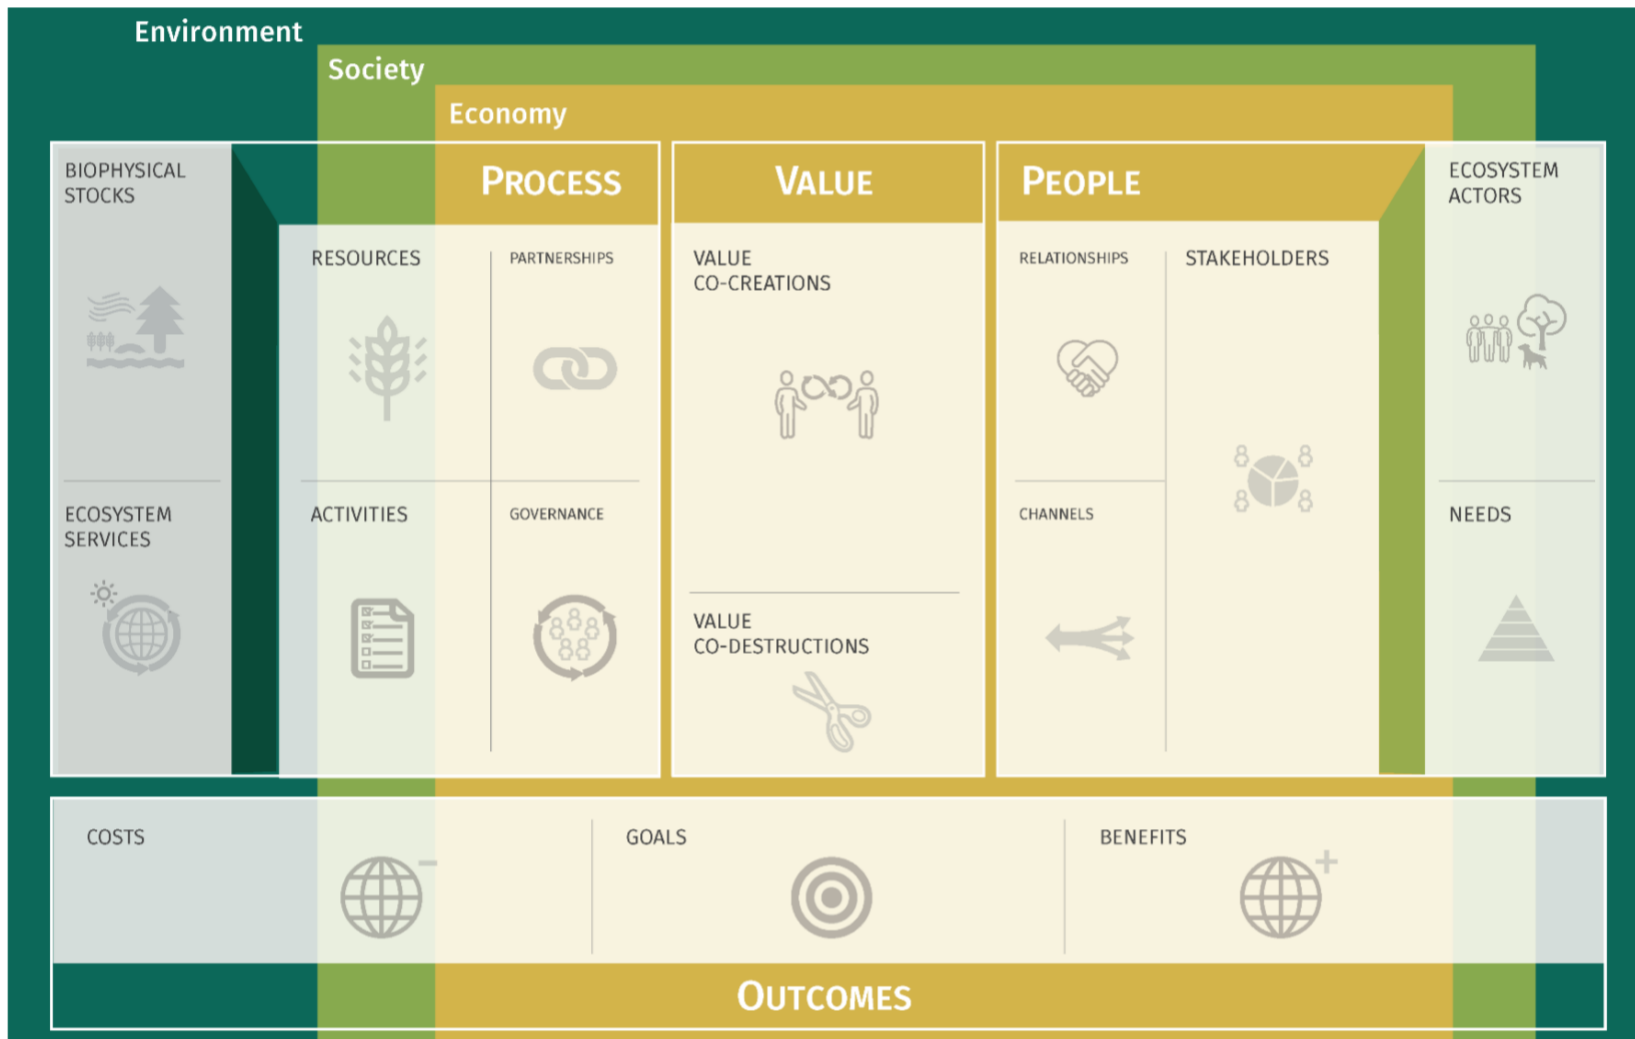 Environment
Society
Economy
BIOPHYSICAL
STOCKS
PROCESS
VALUE
PEOPLE
ECOSYSTEM
ACTORS
RESOURCES
PARTNERSHIPS
VALUE
CO-CREATIONS
RELATIONSHIPS
STAKEHOLDERS
ECOSYSTEM
SERVICES
ACTIVITIES
GOVERNANCE
CHANNELS
NEEDS
VALUE
CO-DESTRUCTIONS
COSTS
GOALS
BENEFITS
OUTCOMES